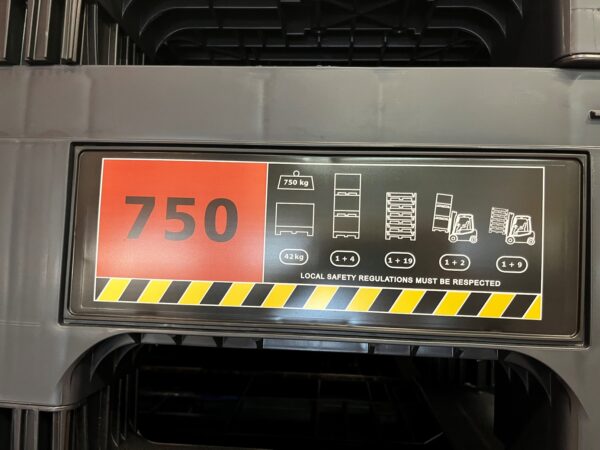 750
750 kg
42 kg
1 + 4
1 + 19
1 + 2
1 + 9
LOCAL SAFETY REGULATIONS MUST BE RESPECTED